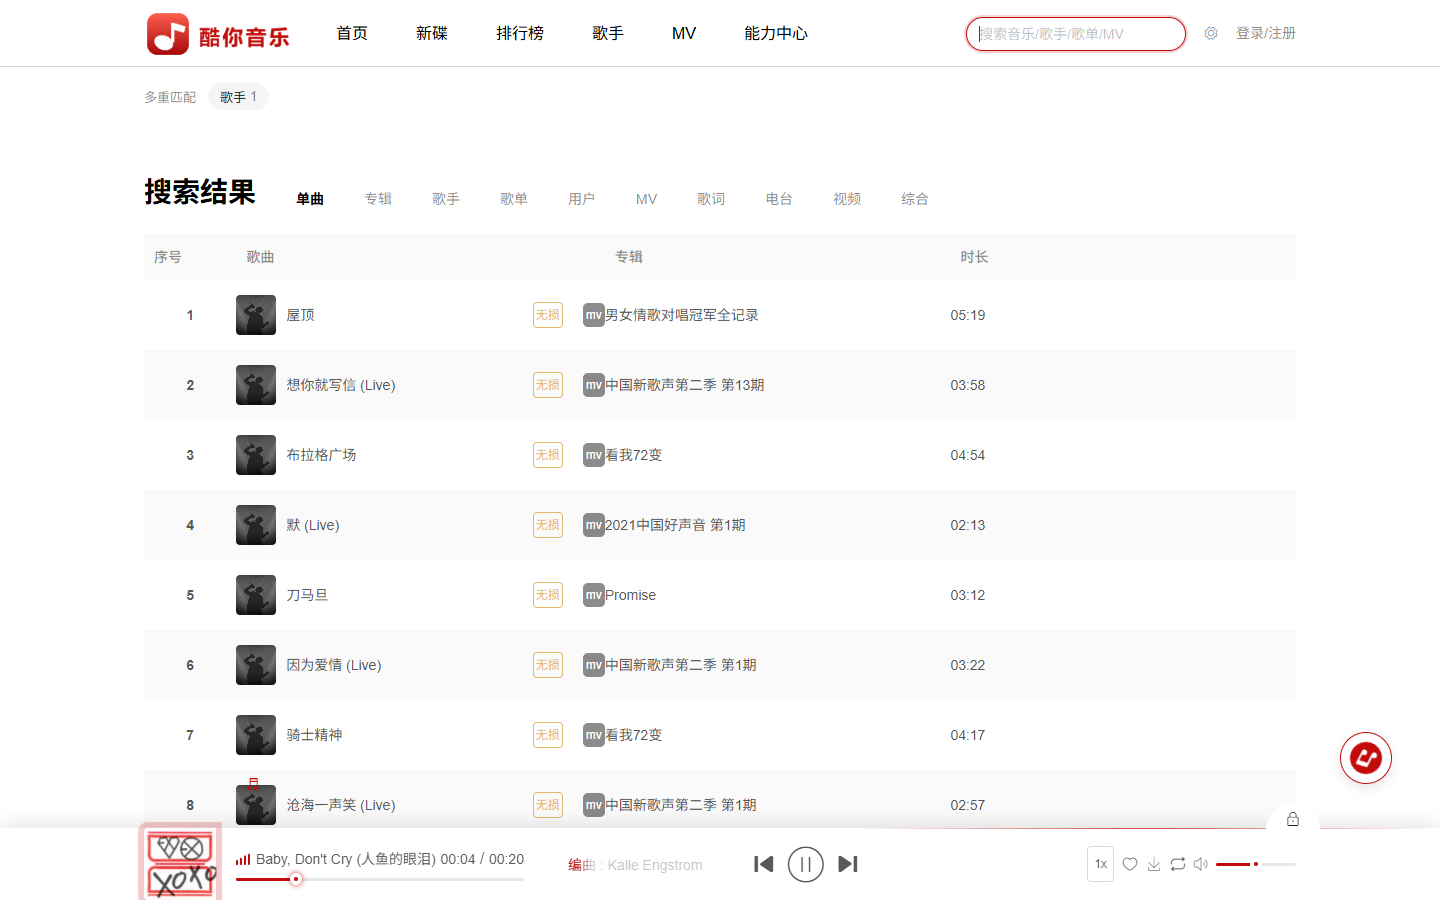 酷你音乐 首页 新碟 排行榜 歌手 MV 能力中心 搜索音乐/歌手/歌单/MV 登录/注册
多重匹配 歌手 1
搜索结果 单曲 专辑 歌手 歌单 用户 MV 歌词 电台 视频 综合
序号 歌曲 专辑 时长
1 屋顶 无损 mv 男女情歌对唱冠军全记录 05:19
2 想你就写信 (Live) 无损 mv 中国新歌声第二季 第13期 03:58
3 布拉格广场 无损 mv 看我72变 04:54
4 默 (Live) 无损 mv 2021中国好声音 第1期 02:13
5 刀马旦 无损 mv Promise 03:12
6 因为爱情 (Live) 无损 mv 中国新歌声第二季 第1期 03:22
7 骑士精神 无损 mv 看我72变 04:17
8 沧海一声笑 (Live) 无损 mv 中国新歌声第二季 第1期 02:57
XOXO
Baby, Don't Cry (人鱼的眼泪) 00:04 / 00:20
编曲 : Kalle Engstrom
1x